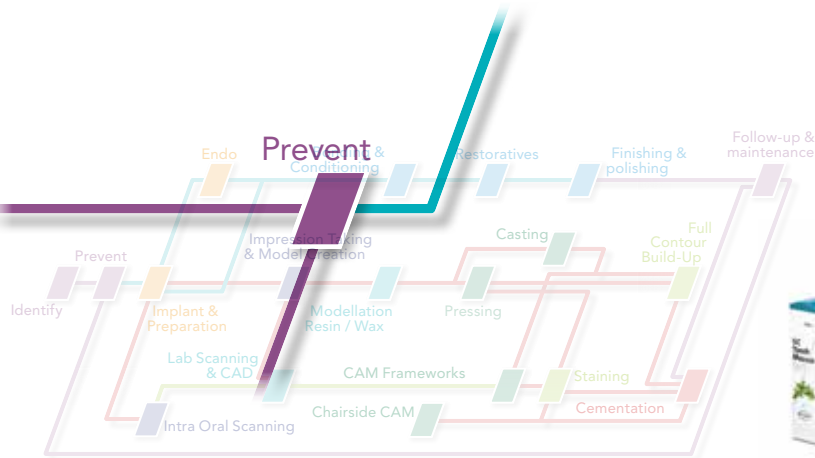 Follow-up &
maintenance
Prevent
Endo
Conditioning
Restoratives
Finishing &
polishing
Full
Contour
Build-Up
Casting
Impression Taking
& Model Creation
Prevent
Identify
Implant &
Preparation
Modellation
Resin / Wax
Pressing
Lab Scanning
& CAD
CAM Frameworks
Staining
Chairside CAM
Cementation
Intra Oral Scanning